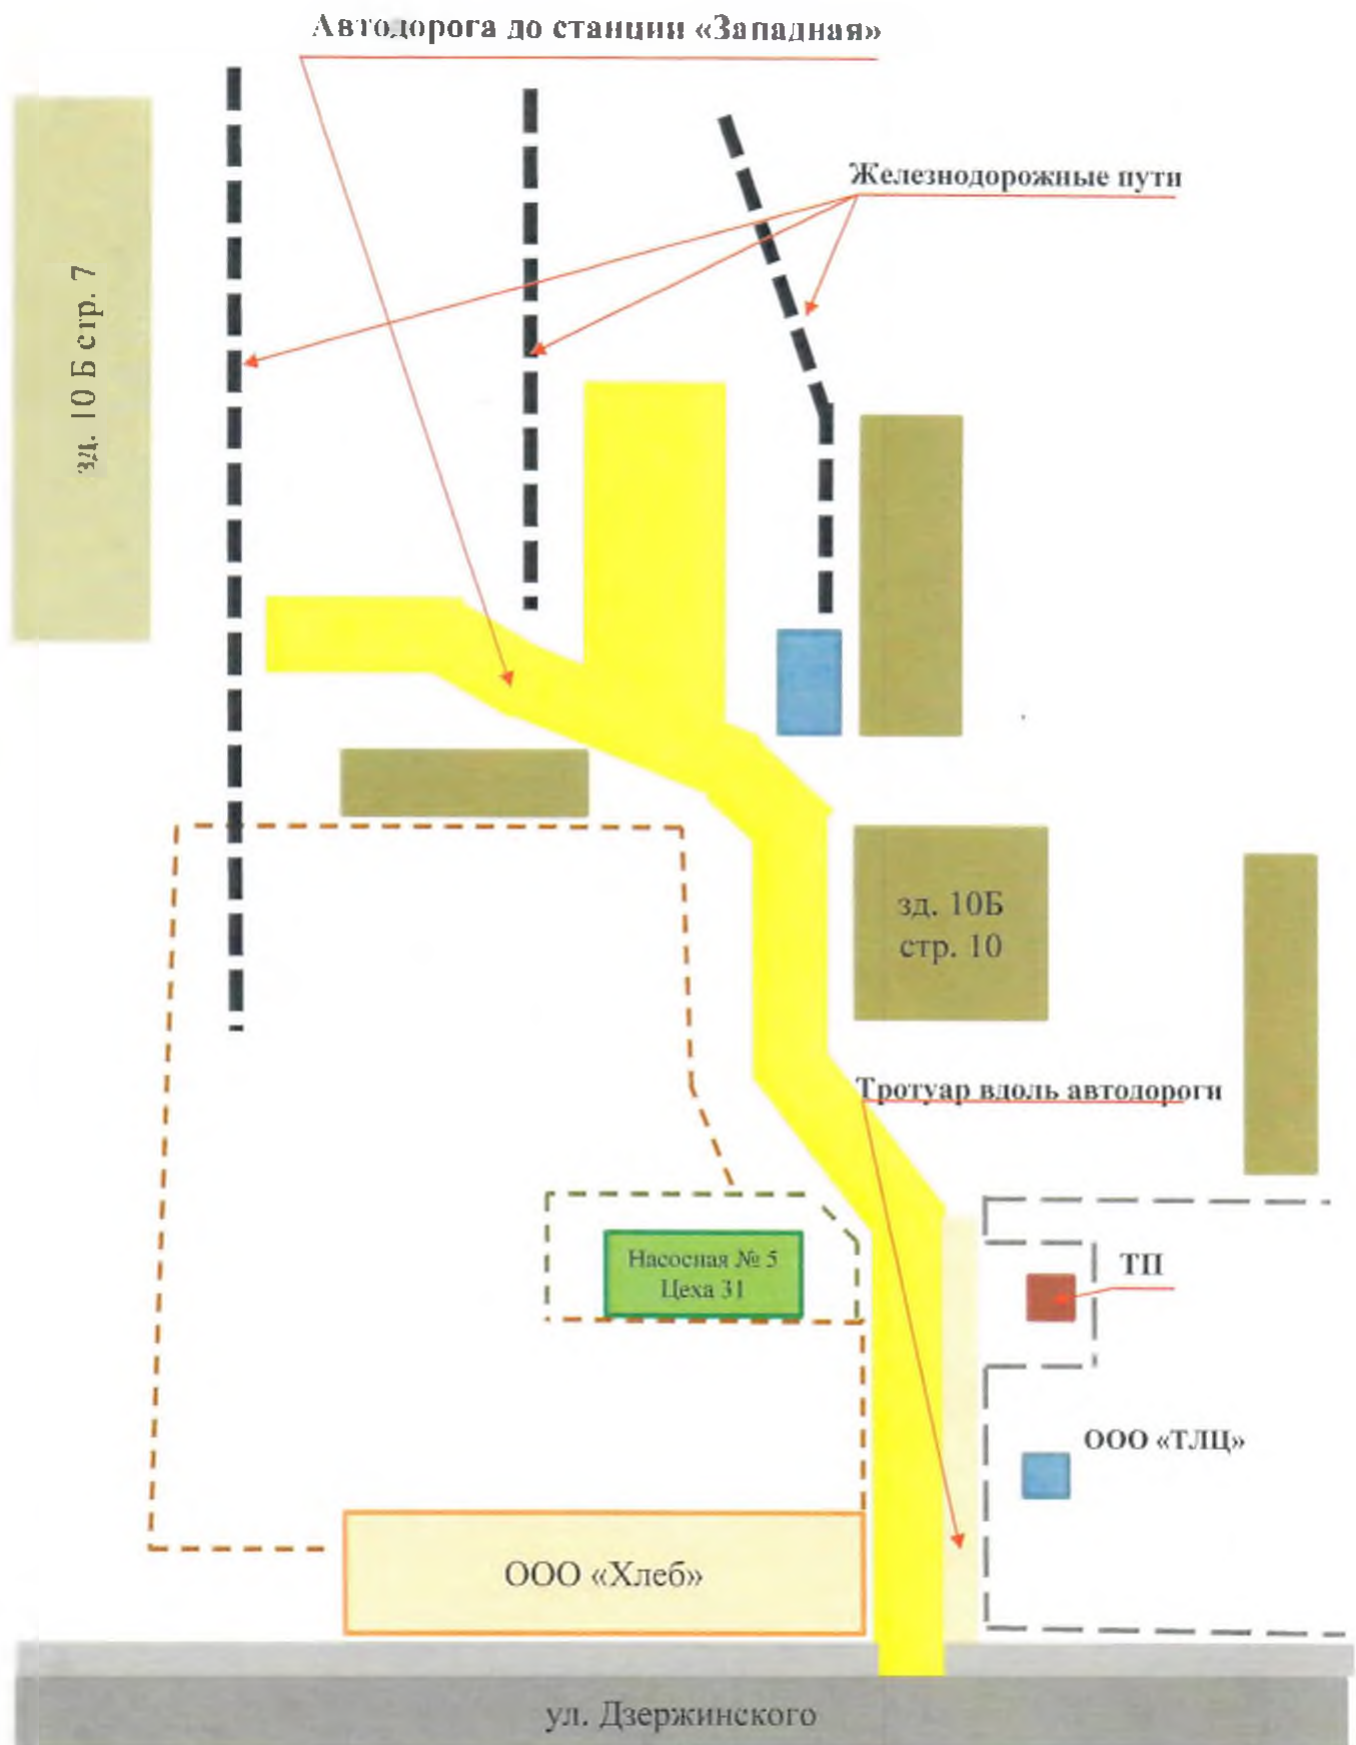 Автодорога до станции «Западная»
Железнодорожные пути
зд. 10 Б стр. 7
зд. 10Б
стр. 10
Тротуар вдоль автодороги
Насосная № 5
Цеха 31
ТП
ООО «ТЛЦ»
ООО «Хлеб»
ул. Дзержинского